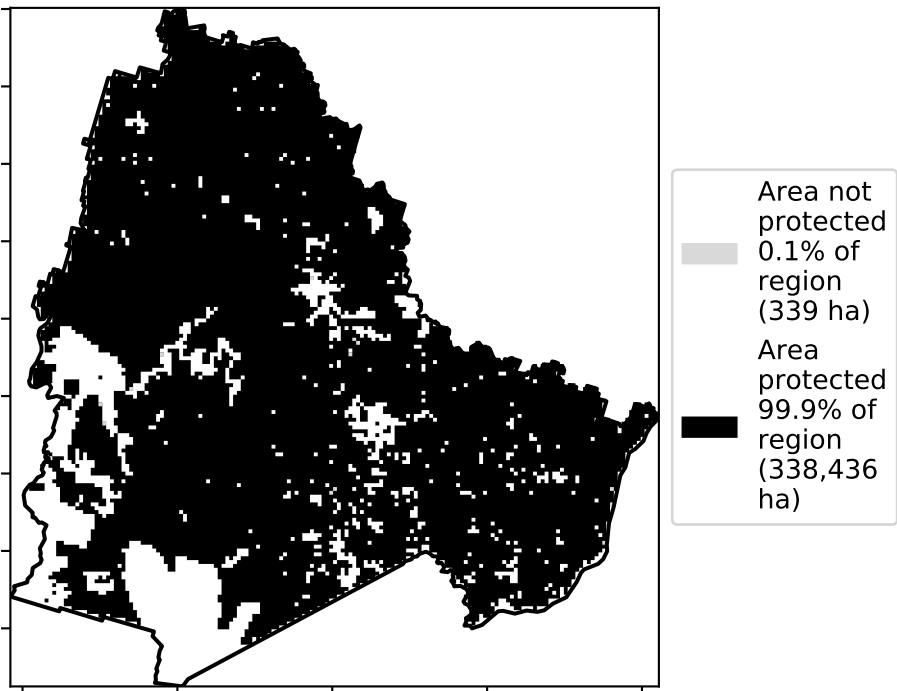 Area not
protected
0.1% of
region
(339 ha)
Area
protected
99.9% of
region
(338,436
ha)